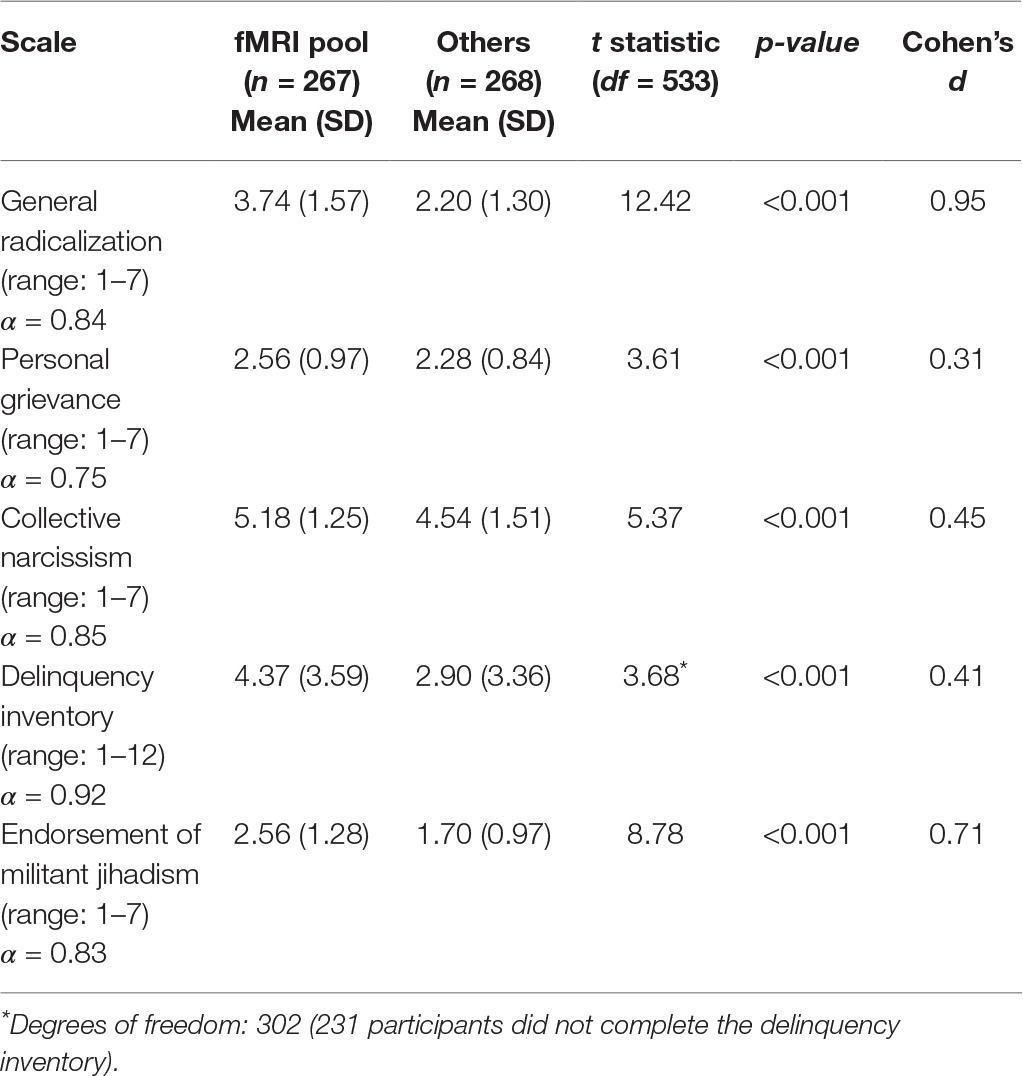 Scale fMRI pool Others t statistic p-value Cohen’s
(n = 267) (n = 268) (df = 533) d
Mean (SD) Mean (SD)
General 3.74 (1.57) 2.20 (1.30) 12.42 <0.001 0.95
radicalization
(range: 1–7)
α = 0.84
Personal 2.56 (0.97) 2.28 (0.84) 3.61 <0.001 0.31
grievance
(range: 1–7)
α = 0.75
Collective 5.18 (1.25) 4.54 (1.51) 5.37 <0.001 0.45
narcissism
(range: 1–7)
α = 0.85
Delinquency 4.37 (3.59) 2.90 (3.36) 3.68* <0.001 0.41
inventory
(range: 1–12)
α = 0.92
Endorsement of 2.56 (1.28) 1.70 (0.97) 8.78 <0.001 0.71
militant jihadism
(range: 1–7)
α = 0.83
*Degrees of freedom: 302 (231 participants did not complete the delinquency
inventory).